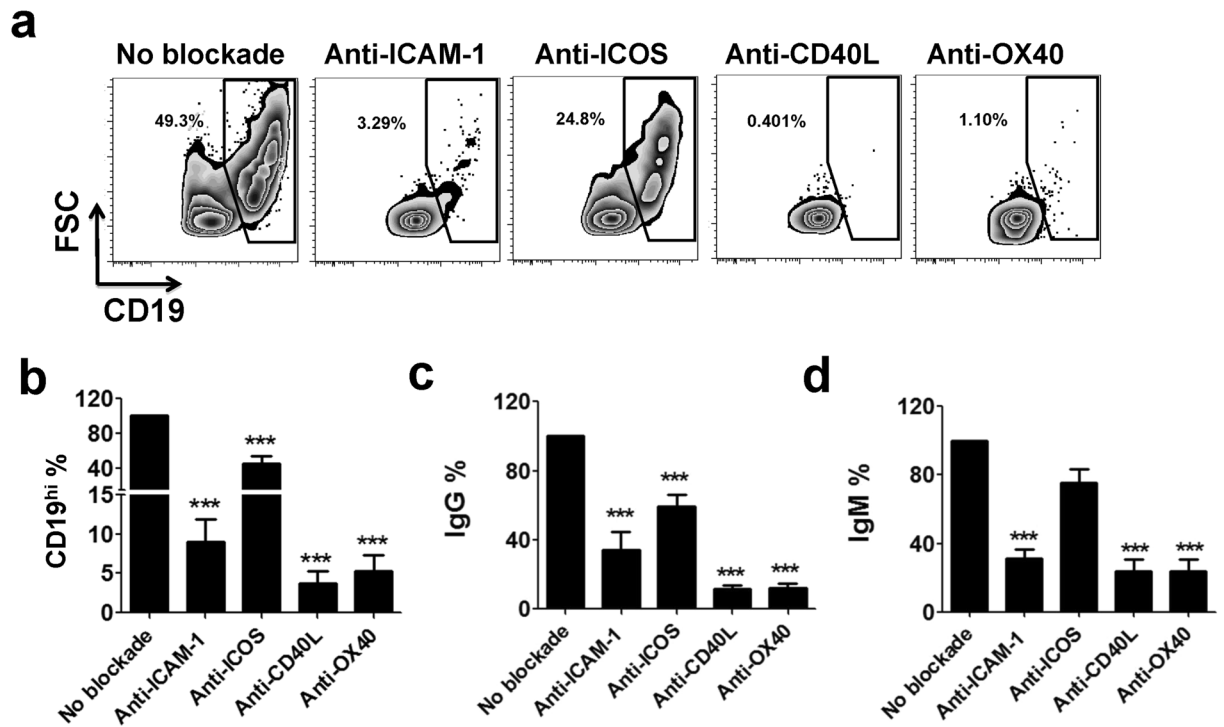 a
No blockade Anti-ICAM-1 Anti-ICOS Anti-CD40L Anti-OX40
49.3% 3.29% 24.8% 0.401% 1.10%
FSC
CD19
b
CD19hi %
120
80
40
15
10
5
0
*** *** *** ***
No blockade Anti-ICAM-1 Anti-ICOS Anti-CD40L Anti-OX40
c
IgG %
120
80
40
0
*** *** *** ***
No blockade Anti-ICAM-1 Anti-ICOS Anti-CD40L Anti-OX40
d
IgM %
120
80
40
0
*** *** ***
No blockade Anti-ICAM-1 Anti-ICOS Anti-CD40L Anti-OX40